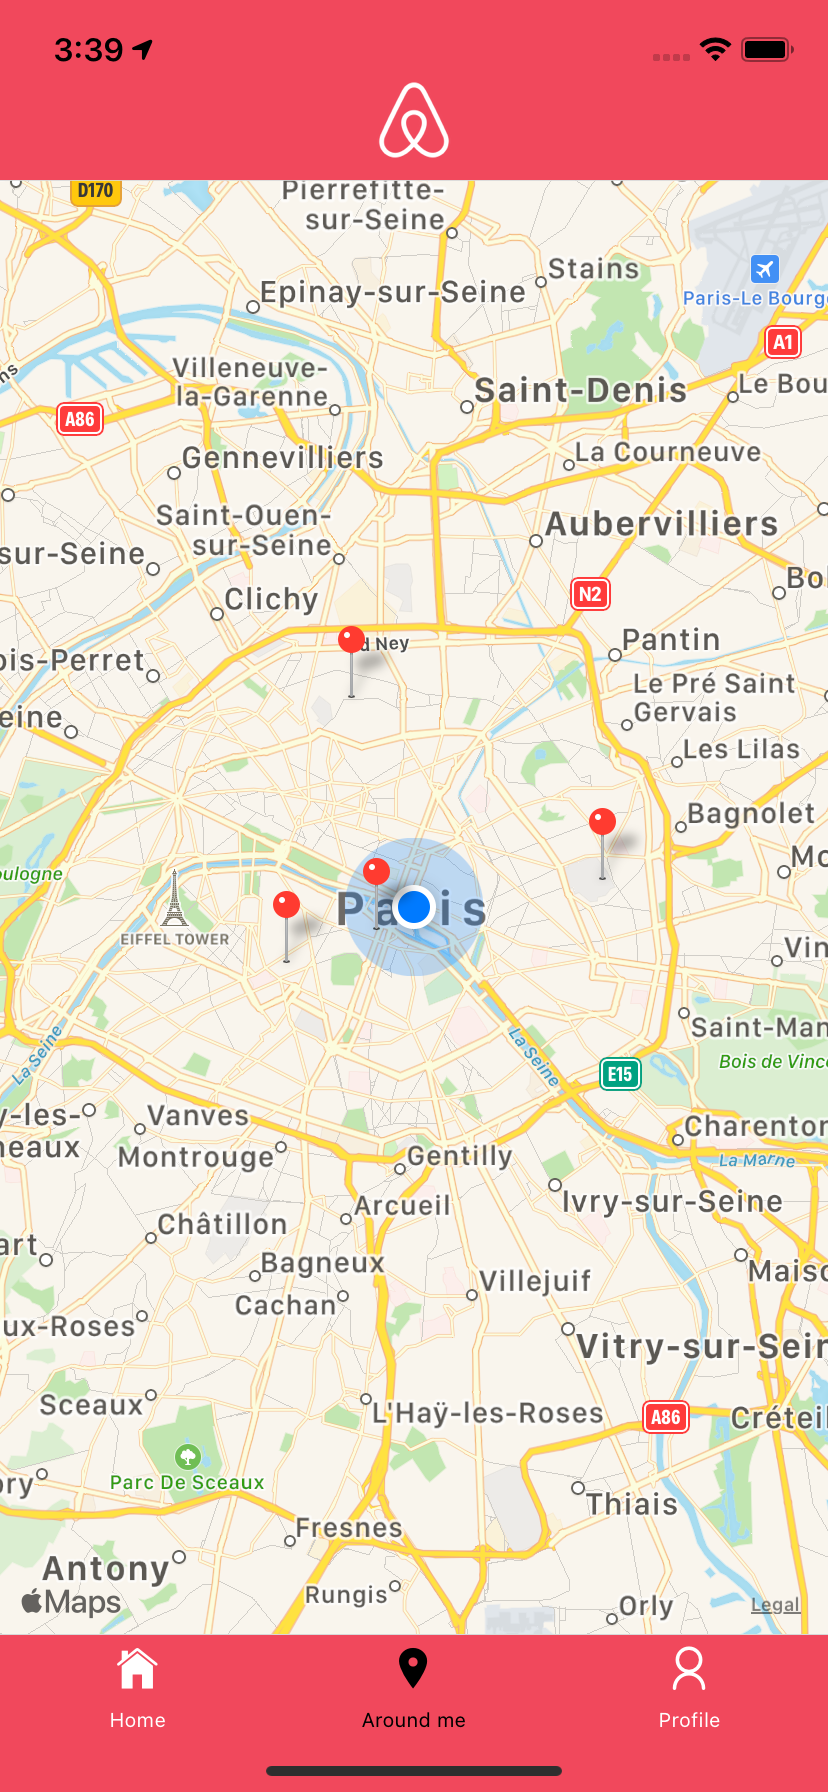 3:39
D170
Pierrefitte-
sur-Seine
Stains
Epinay-sur-Seine
Paris-Le Bourg
A1
Villeneuve-
la-Garenne
Saint-Denis
Le Bou
A86
La Courneuve
Gennevilliers
Saint-Ouen-
sur-Seine
Aubervilliers
sur-Seine
Bo
N2
Clichy
d Ney
Pantin
ois-Perret
Le Pré Saint
Gervais
eine
Les Lilas
Bagnolet
Mo
oulogne
Paris
EIFFEL TOWER
Vin
La Seine
La Seine
Saint-Man
Bois de Vince
E15
y-les-
neaux
Vanves
Charenton
Montrouge
Gentilly
La Marne
Ivry-sur-Seine
Arcueil
Châtillon
art
Bagneux
Maiso
Villejuif
Cachan
ux-Roses
Vitry-sur-Sein
Sceaux
L'Haÿ-les-Roses
A86
Créteil
Parc De Sceaux
ory
Thiais
Fresnes
Antony
Maps
Rungis
Orly
Legal
Home
Around me
Profile